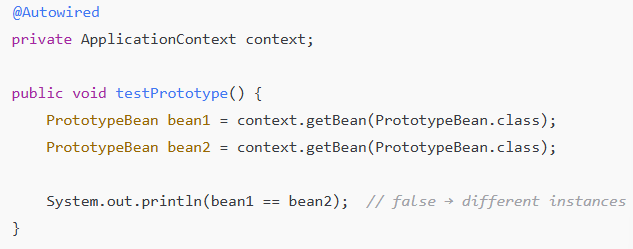 @Autowired
private ApplicationContext context;
public void testPrototype() {
PrototypeBean bean1 = context.getBean(PrototypeBean.class);
PrototypeBean bean2 = context.getBean(PrototypeBean.class);
System.out.println(bean1 == bean2);  // false → different instances
}